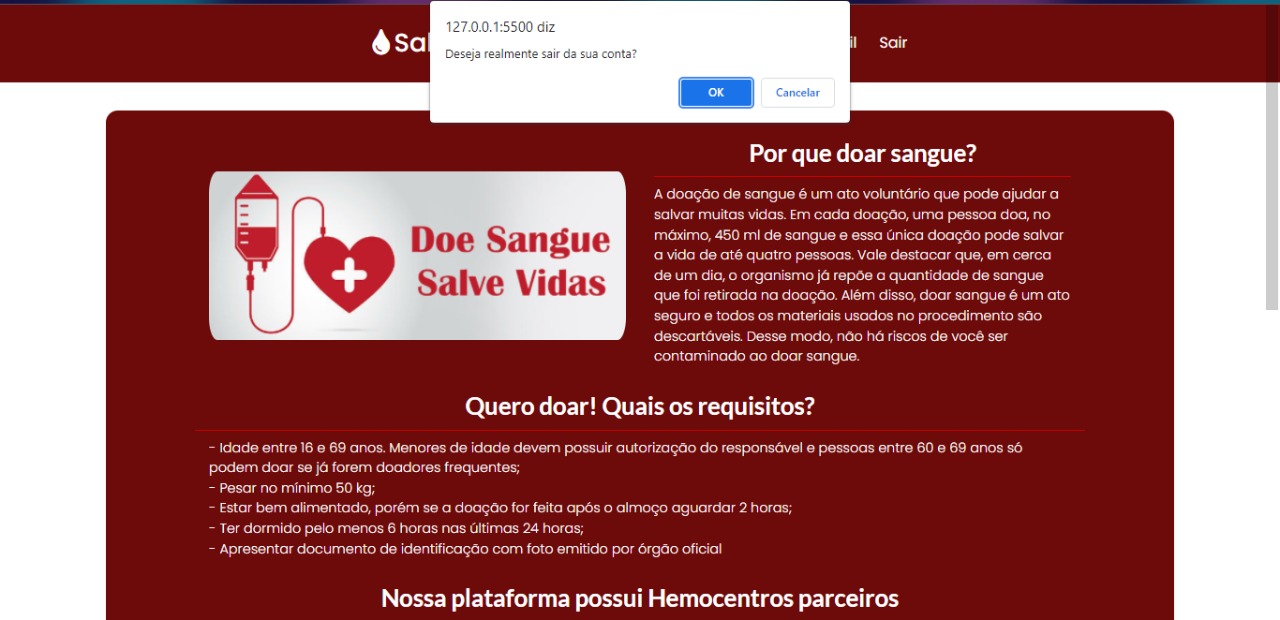 127.0.0.1:5500 diz
Deseja realmente sair da sua conta?
OK
Cancelar
Sair
Doe Sangue
Salve Vidas
Por que doar sangue?
A doação de sangue é um ato voluntário que pode ajudar a
salvar muitas vidas. Em cada doação, uma pessoa doa, no
máximo, 450 ml de sangue e essa única doação pode salvar
a vida de até quatro pessoas. Vale destacar que, em cerca
de um dia, o organismo já repõe a quantidade de sangue
que foi retirada na doação. Além disso, doar sangue é um ato
seguro e todos os materiais usados no procedimento são
descartáveis. Desse modo, não há riscos de você ser
contaminado ao doar sangue.
Quero doar! Quais os requisitos?
- Idade entre 16 e 69 anos. Menores de idade devem possuir autorização do responsável e pessoas entre 60 e 69 anos só
podem doar se já forem doadores frequentes;
- Pesar no mínimo 50 kg;
- Estar bem alimentado, porém se a doação for feita após o almoço aguardar 2 horas;
- Ter dormido pelo menos 6 horas nas últimas 24 horas;
- Apresentar documento de identificação com foto emitido por órgão oficial
Nossa plataforma possui Hemocentros parceiros